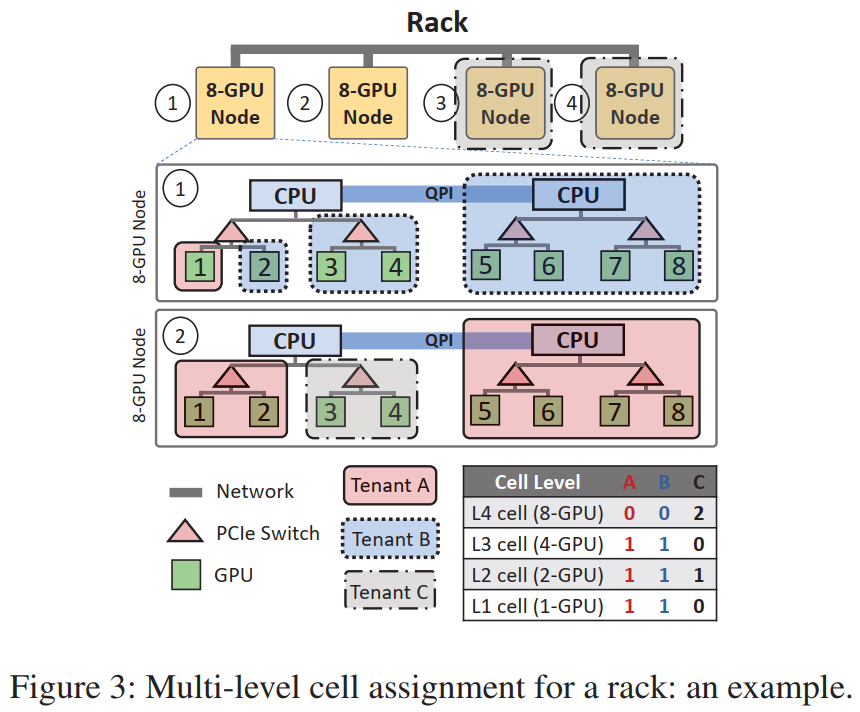 Rack
1 8-GPU Node 2 8-GPU Node 3 8-GPU Node 4 8-GPU Node
8-GPU Node
1 CPU QPI CPU
1 2 3 4 5 6 7 8
8-GPU Node
2 CPU QPI CPU
1 2 3 4 5 6 7 8
Network
PCIe Switch
GPU
Tenant A
Tenant B
Tenant C
Cell Level A B C
L4 cell (8-GPU) 0 0 2
L3 cell (4-GPU) 1 1 0
L2 cell (2-GPU) 1 1 1
L1 cell (1-GPU) 1 1 0
Figure 3: Multi-level cell assignment for a rack: an example.